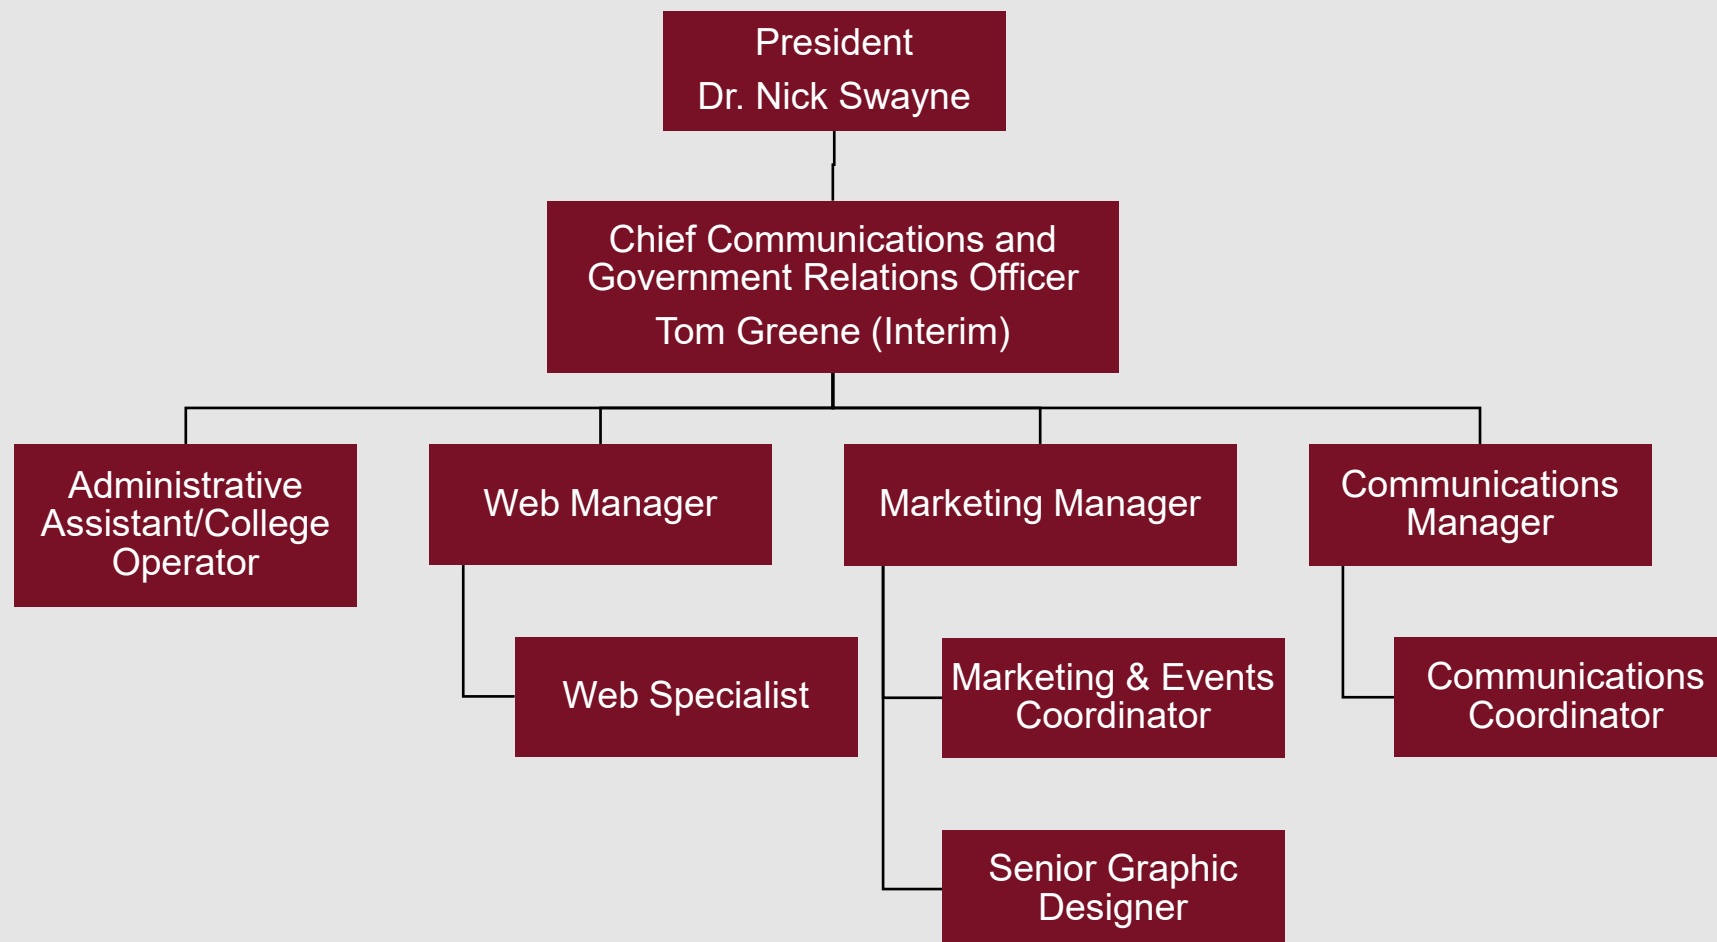 President
Dr. Nick Swayne
Chief Communications and
Government Relations Officer
Tom Greene (Interim)
Administrative
Assistant/College
Operator
Web Manager
Marketing Manager
Communications
Manager
Web Specialist
Marketing & Events
Coordinator
Communications
Coordinator
Senior Graphic
Designer